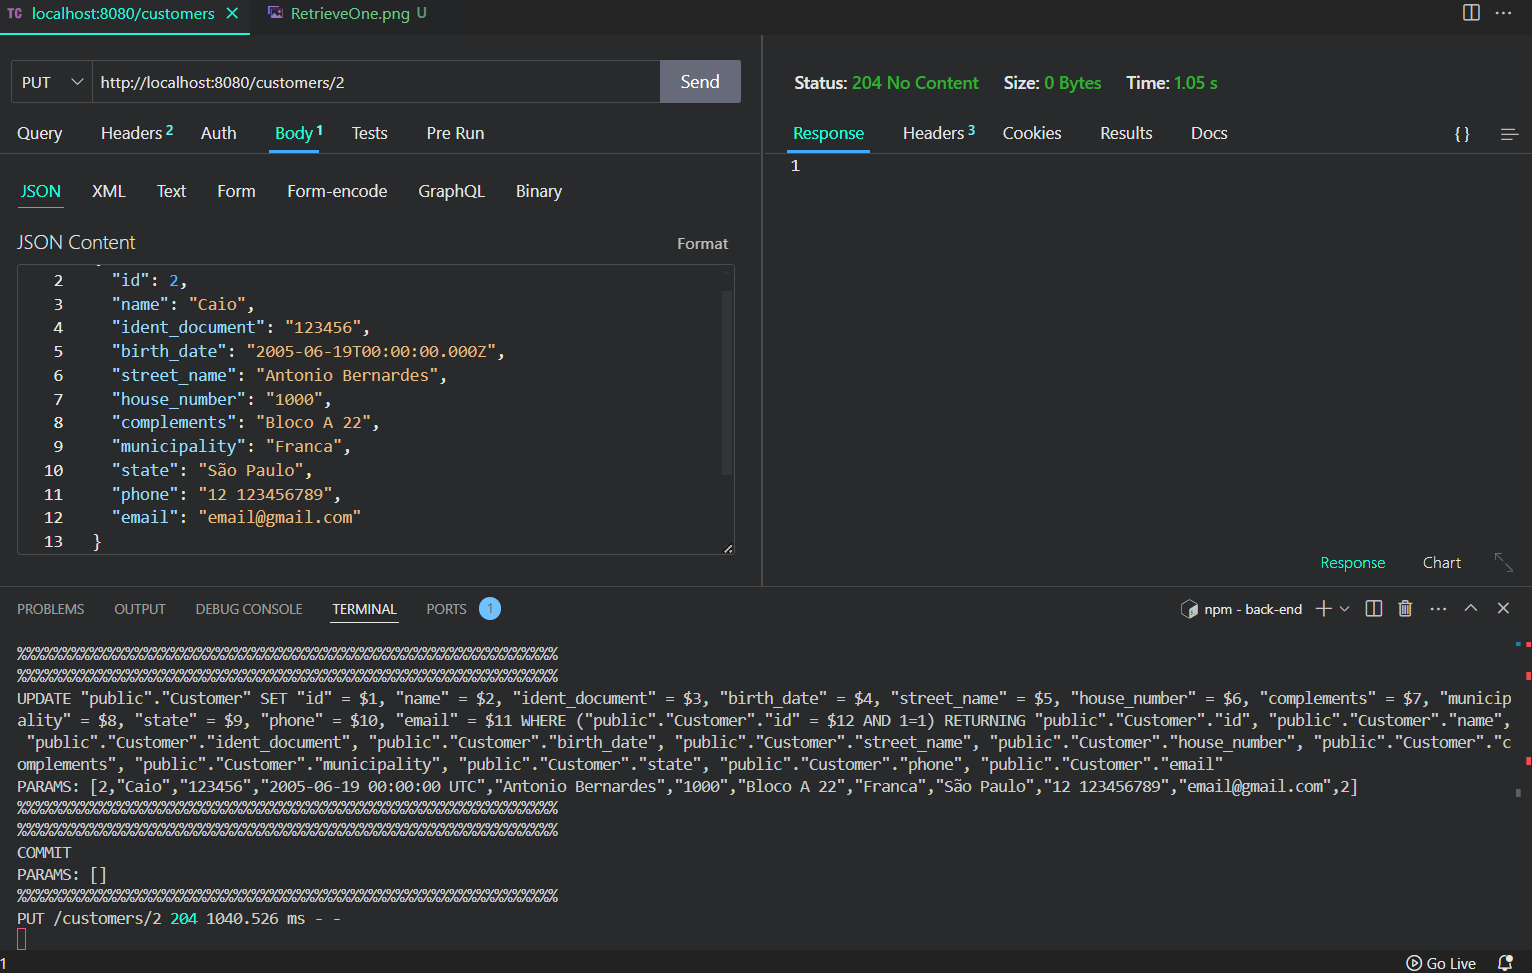 TC localhost:8080/customers
RetrieveOne.png U
PUT http://localhost:8080/customers/2 Send
Query Headers 2 Auth Body 1 Tests Pre Run
JSON XML Text Form Form-encode GraphQL Binary
JSON Content Format
2 "id": 2,
3 "name": "Caio",
4 "ident_document": "123456",
5 "birth_date": "2005-06-19T00:00:00.000Z",
6 "street_name": "Antonio Bernardes",
7 "house_number": "1000",
8 "complements": "Bloco A 22",
9 "municipality": "Franca",
10 "state": "São Paulo",
11 "phone": "12 123456789",
12 "email": "email@gmail.com"
13 }
Status: 204 No Content Size: 0 Bytes Time: 1.05 s
Response Headers 3 Cookies Results Docs {}
1
Response Chart
PROBLEMS OUTPUT DEBUG CONSOLE TERMINAL PORTS 1
npm - back-end
%%%%%%%%%%%%%%%%%%%%%%%%%%%%%%%%%%%%%%%%%%%%%%%%%%%%%%%%%%%%
%%%%%%%%%%%%%%%%%%%%%%%%%%%%%%%%%%%%%%%%%%%%%%%%%%%%%%%%%%%%
UPDATE "public"."Customer" SET "id" = $1, "name" = $2, "ident_document" = $3, "birth_date" = $4, "street_name" = $5, "house_number" = $6, "complements" = $7, "municip
ality" = $8, "state" = $9, "phone" = $10, "email" = $11 WHERE ("public"."Customer"."id" = $12 AND 1=1) RETURNING "public"."Customer"."id", "public"."Customer"."name",
"public"."Customer"."ident_document", "public"."Customer"."birth_date", "public"."Customer"."street_name", "public"."Customer"."house_number", "public"."Customer"."c
omplements", "public"."Customer"."municipality", "public"."Customer"."state", "public"."Customer"."phone", "public"."Customer"."email"
PARAMS: [2,"Caio","123456","2005-06-19 00:00:00 UTC","Antonio Bernardes","1000","Bloco A 22","Franca","São Paulo","12 123456789","email@gmail.com",2]
%%%%%%%%%%%%%%%%%%%%%%%%%%%%%%%%%%%%%%%%%%%%%%%%%%%%%%%%%%%%
%%%%%%%%%%%%%%%%%%%%%%%%%%%%%%%%%%%%%%%%%%%%%%%%%%%%%%%%%%%%
COMMIT
PARAMS: []
%%%%%%%%%%%%%%%%%%%%%%%%%%%%%%%%%%%%%%%%%%%%%%%%%%%%%%%%%%%%
PUT /customers/2 204 1040.526 ms - -
1
Go Live